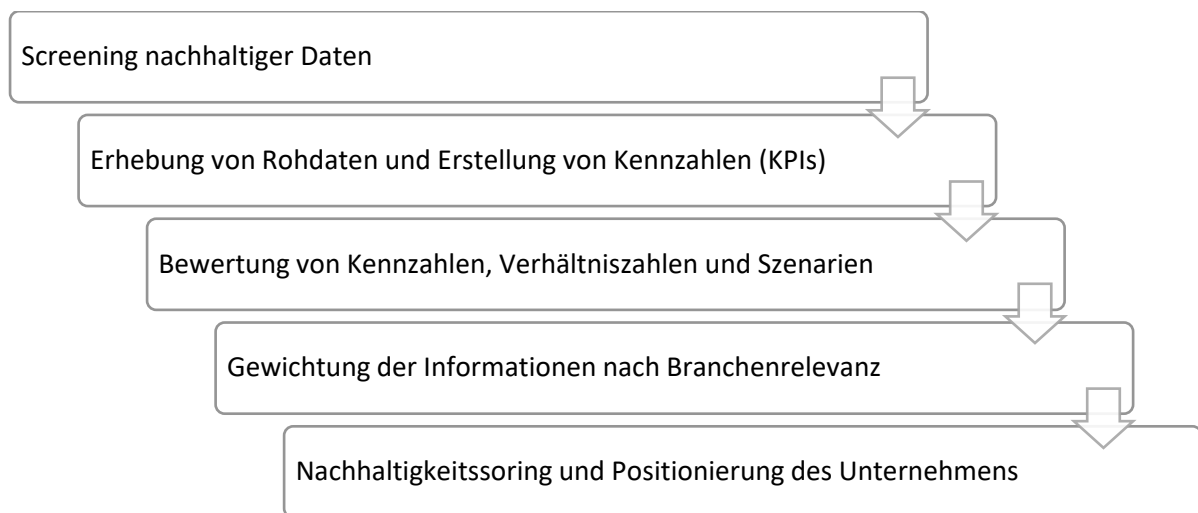 Screening nachhaltiger Daten
Erhebung von Rohdaten und Erstellung von Kennzahlen (KPIs)
Bewertung von Kennzahlen, Verhältniszahlen und Szenarien
Gewichtung der Informationen nach Branchenrelevanz
Nachhaltigkeitssoring und Positionierung des Unternehmens